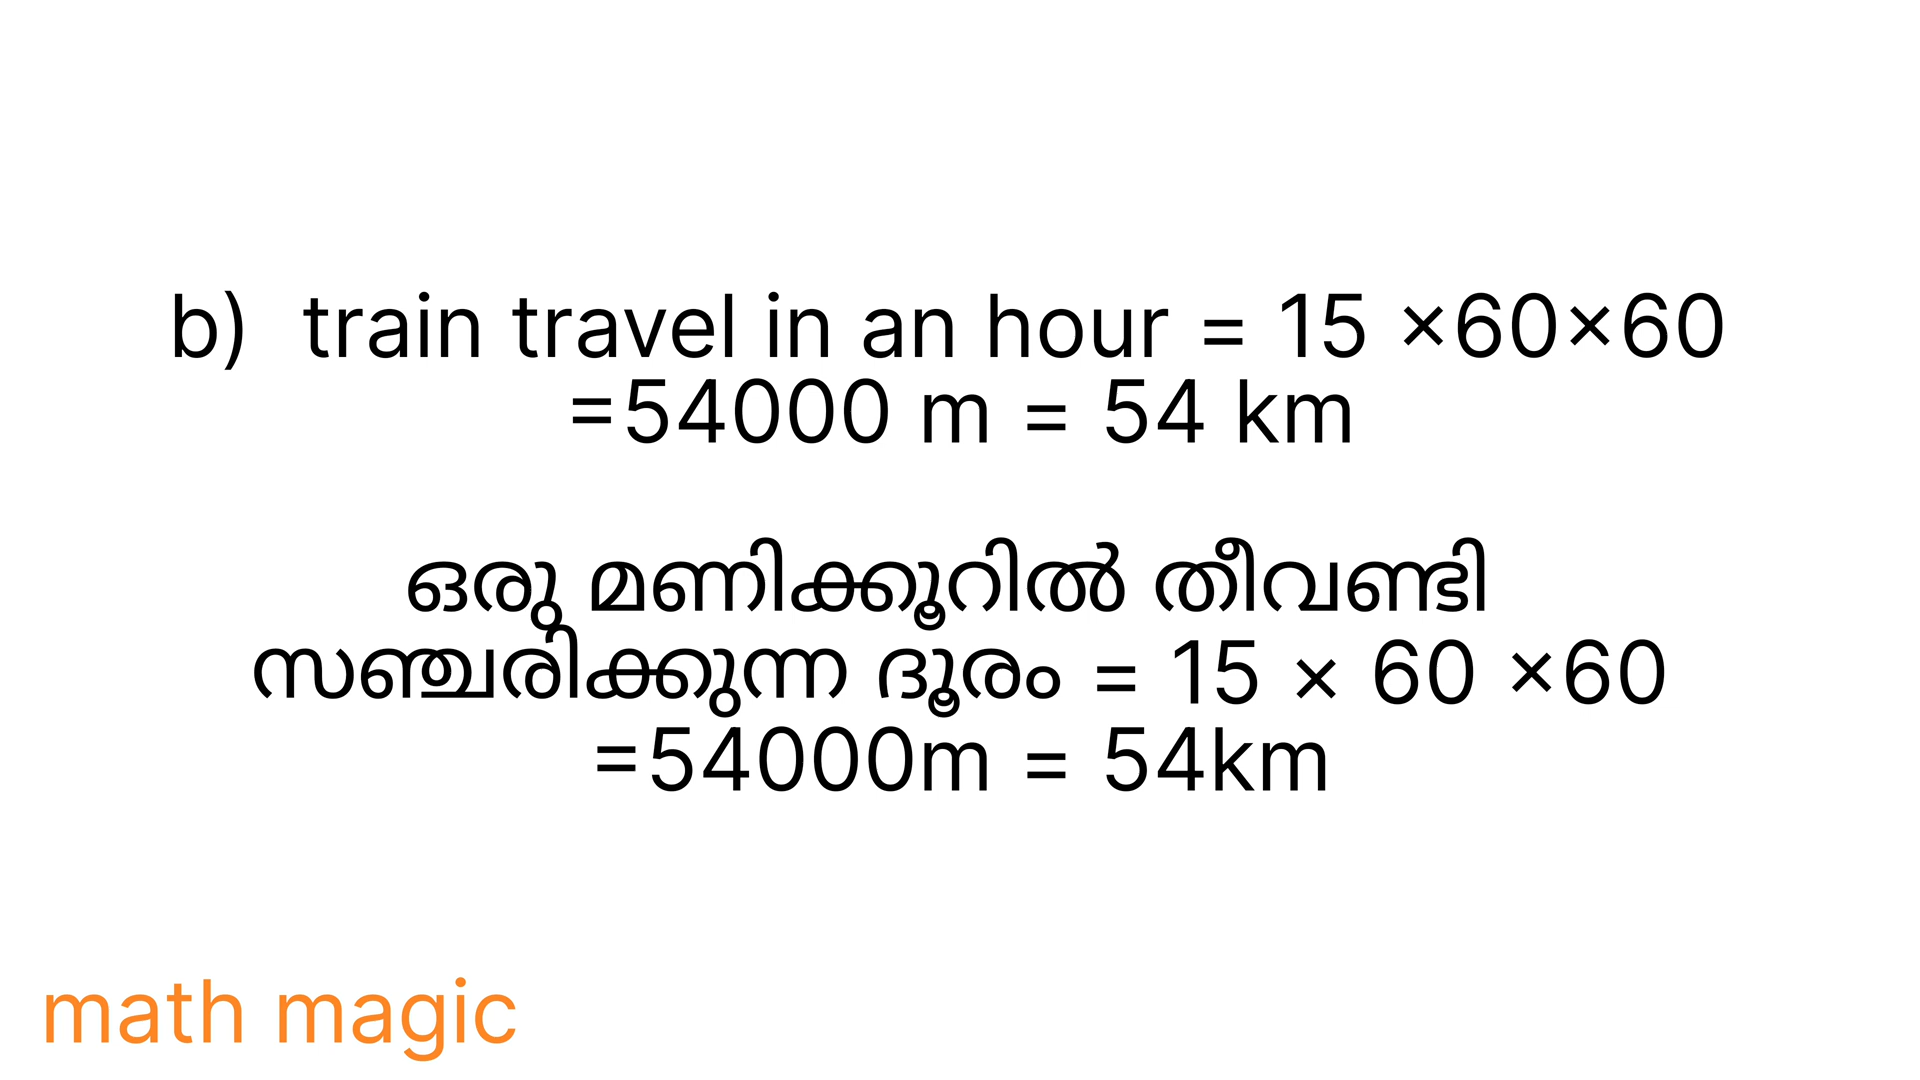 b)  train travel in an hour = 15 ×60×60
=54000 m = 54 km
ഒരു മണിക്കൂറിൽ തീവണ്ടി
സഞ്ചരിക്കുന്ന ദൂരം = 15 × 60 ×60
=54000m = 54km
math magic